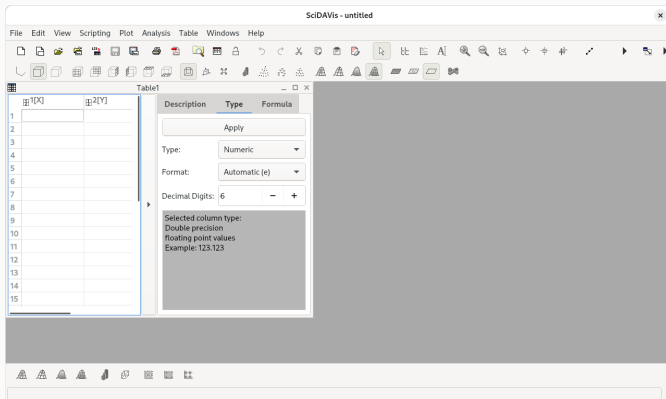 SciDAVis - untitled
File Edit View Scripting Plot Analysis Table Windows Help
Table1
1[X] 2[Y]
1
2
3
4
5
6
7
8
9
10
11
12
13
14
15
Description Type Formula
Apply
Type: Numeric
Format: Automatic (e)
Decimal Digits: 6 − +
Selected column type:
Double precision
floating point values
Example: 123.123